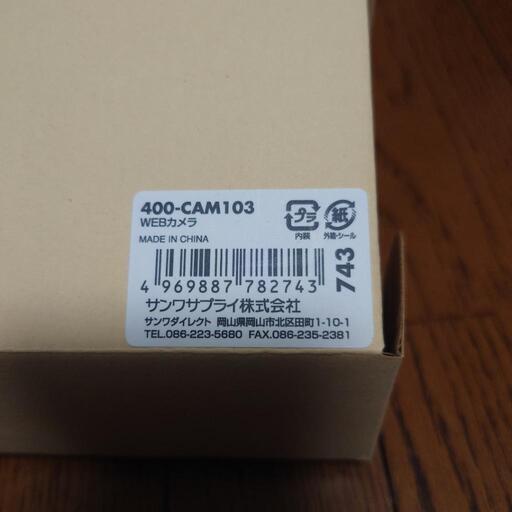 400-CAM103
WEBカメラ
MADE IN CHINA
プラ
内装
紙
外箱・シール
4 969887 782743
743
サンワサプライ株式会社
サンワダイレクト 岡山県岡山市北区田町1-10-1
TEL.086-223-5680 FAX.086-235-2381